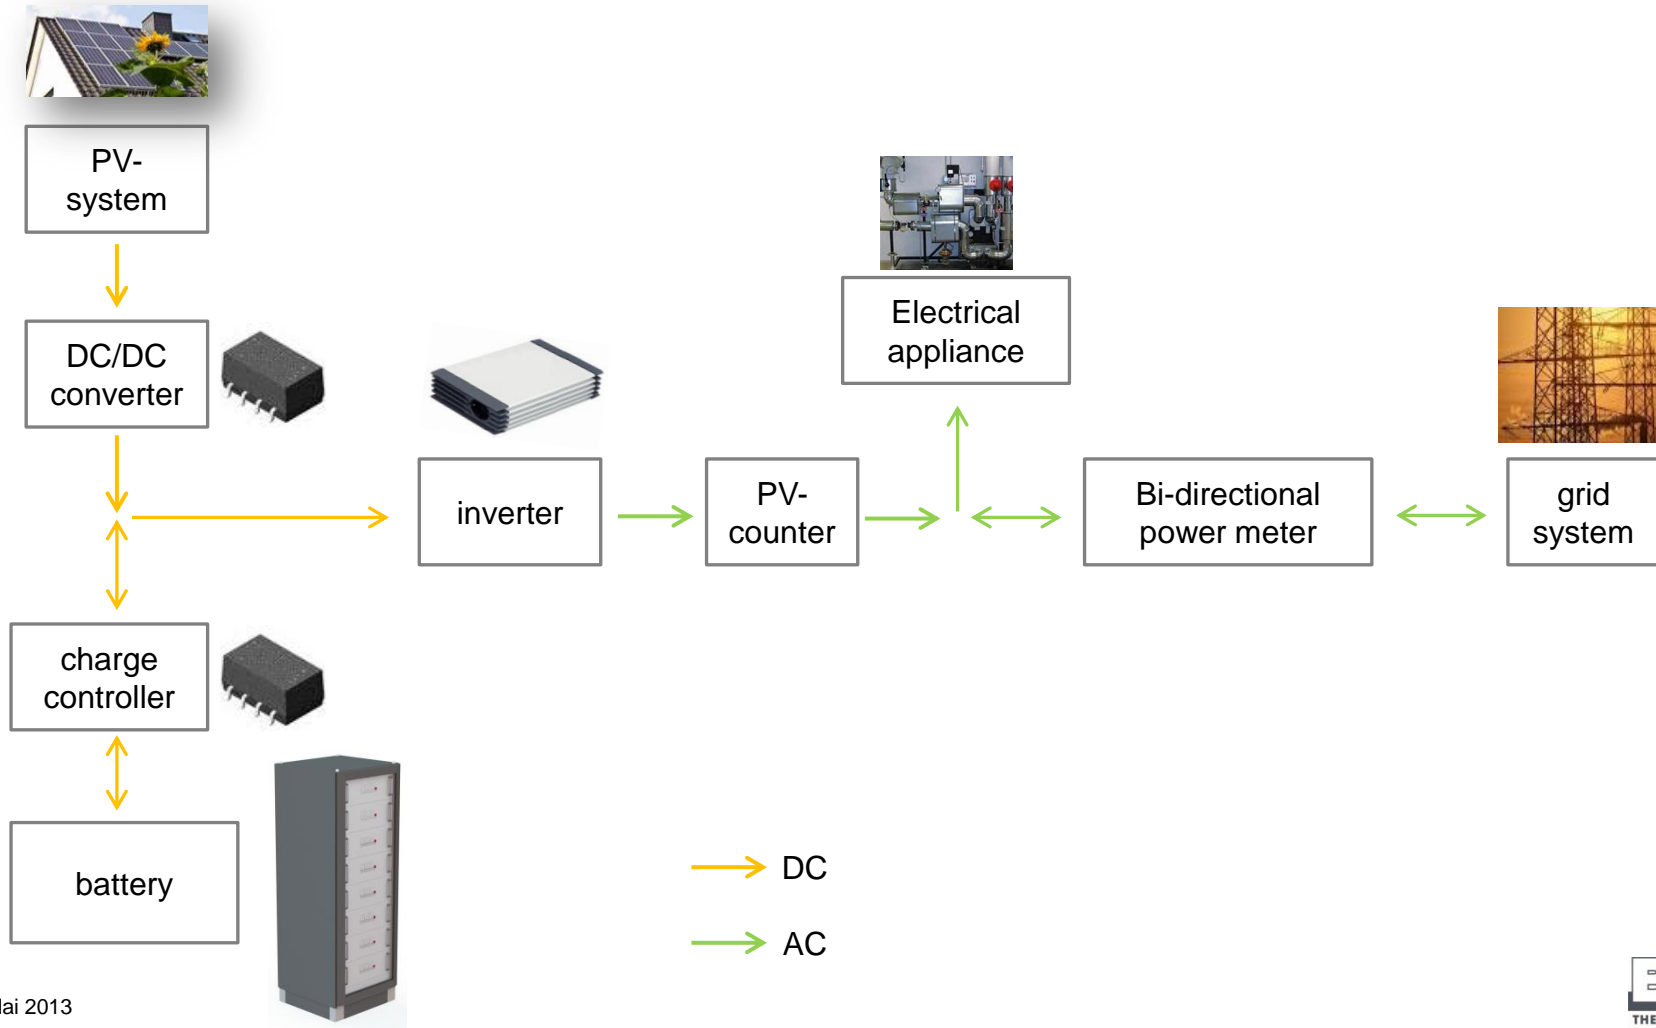 PV-
system
DC/DC
converter
inverter
PV-
counter
Electrical
appliance
Bi-directional
power meter
grid
system
charge
controller
battery
DC
AC
2013
THE